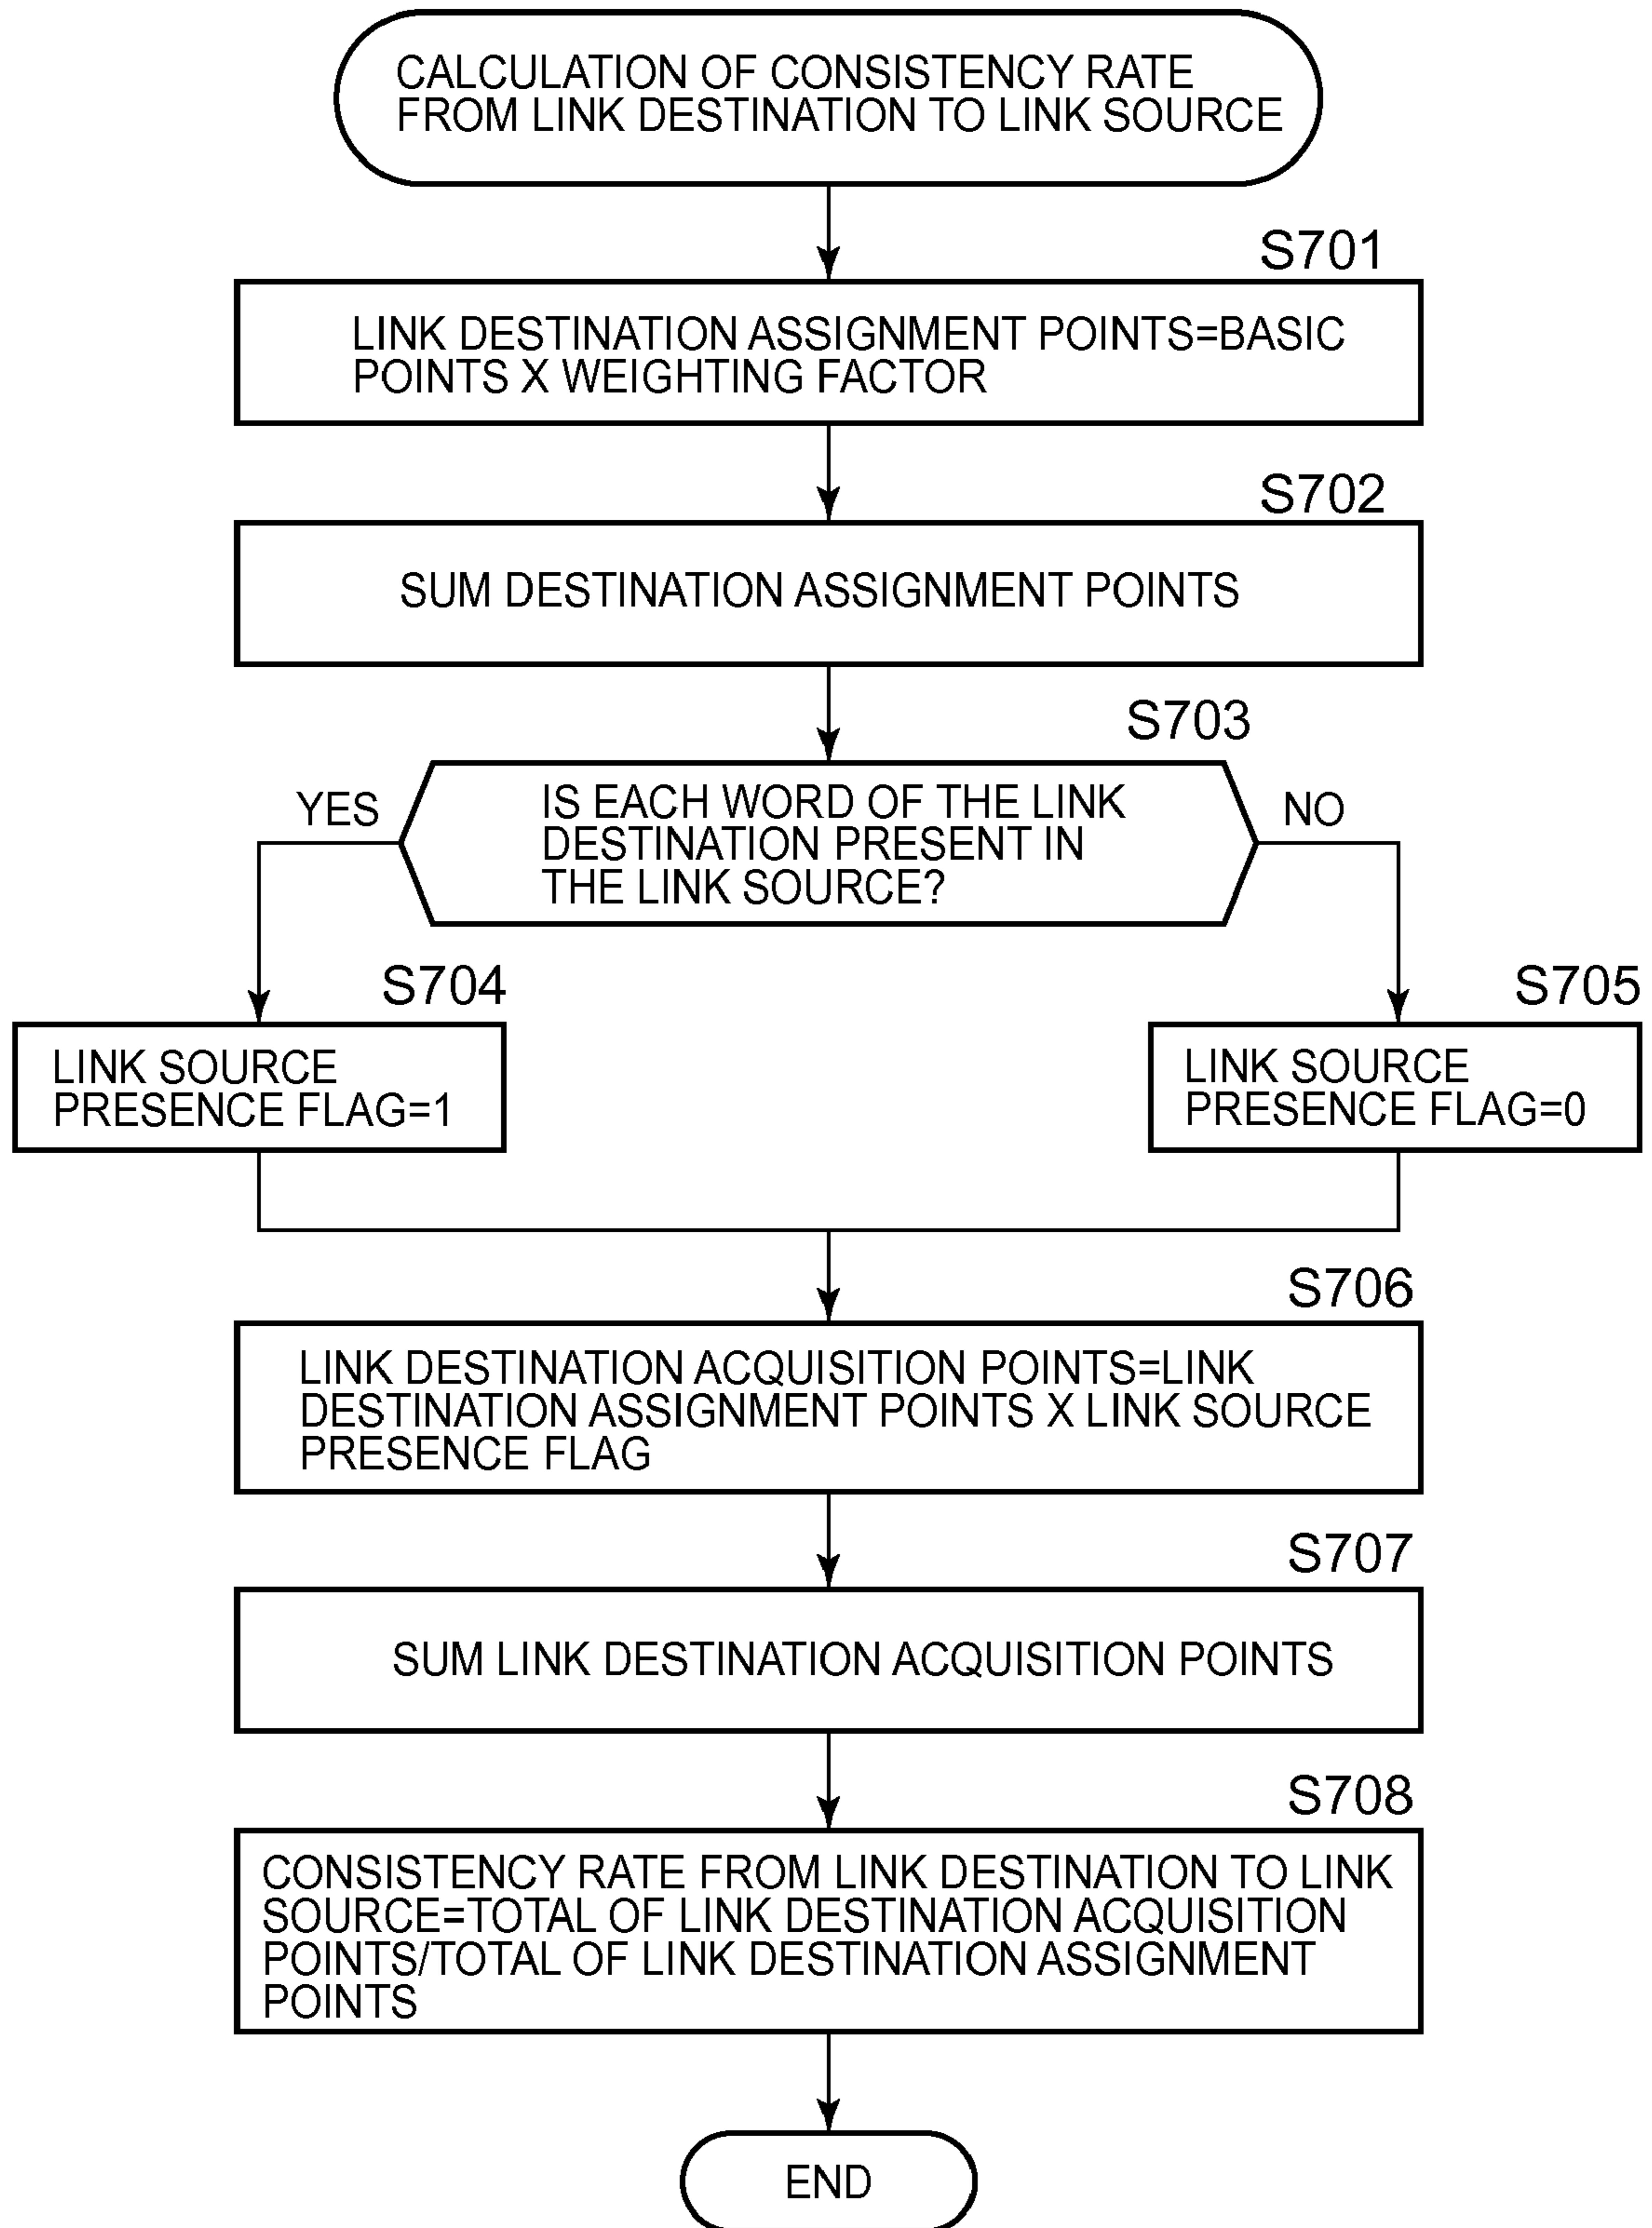 CALCULATION OF CONSISTENCY RATE
FROM LINK DESTINATION TO LINK SOURCE
S701
LINK DESTINATION ASSIGNMENT POINTS=BASIC
POINTS X WEIGHTING FACTOR
S702
SUM DESTINATION ASSIGNMENT POINTS
S703
YES
IS EACH WORD OF THE LINK
DESTINATION PRESENT IN
THE LINK SOURCE?
NO
S704
LINK SOURCE
PRESENCE FLAG=1
S705
LINK SOURCE
PRESENCE FLAG=0
S706
LINK DESTINATION ACQUISITION POINTS=LINK
DESTINATION ASSIGNMENT POINTS X LINK SOURCE
PRESENCE FLAG
S707
SUM LINK DESTINATION ACQUISITION POINTS
S708
CONSISTENCY RATE FROM LINK DESTINATION TO LINK
SOURCE=TOTAL OF LINK DESTINATION ACQUISITION
POINTS/TOTAL OF LINK DESTINATION ASSIGNMENT
POINTS
END